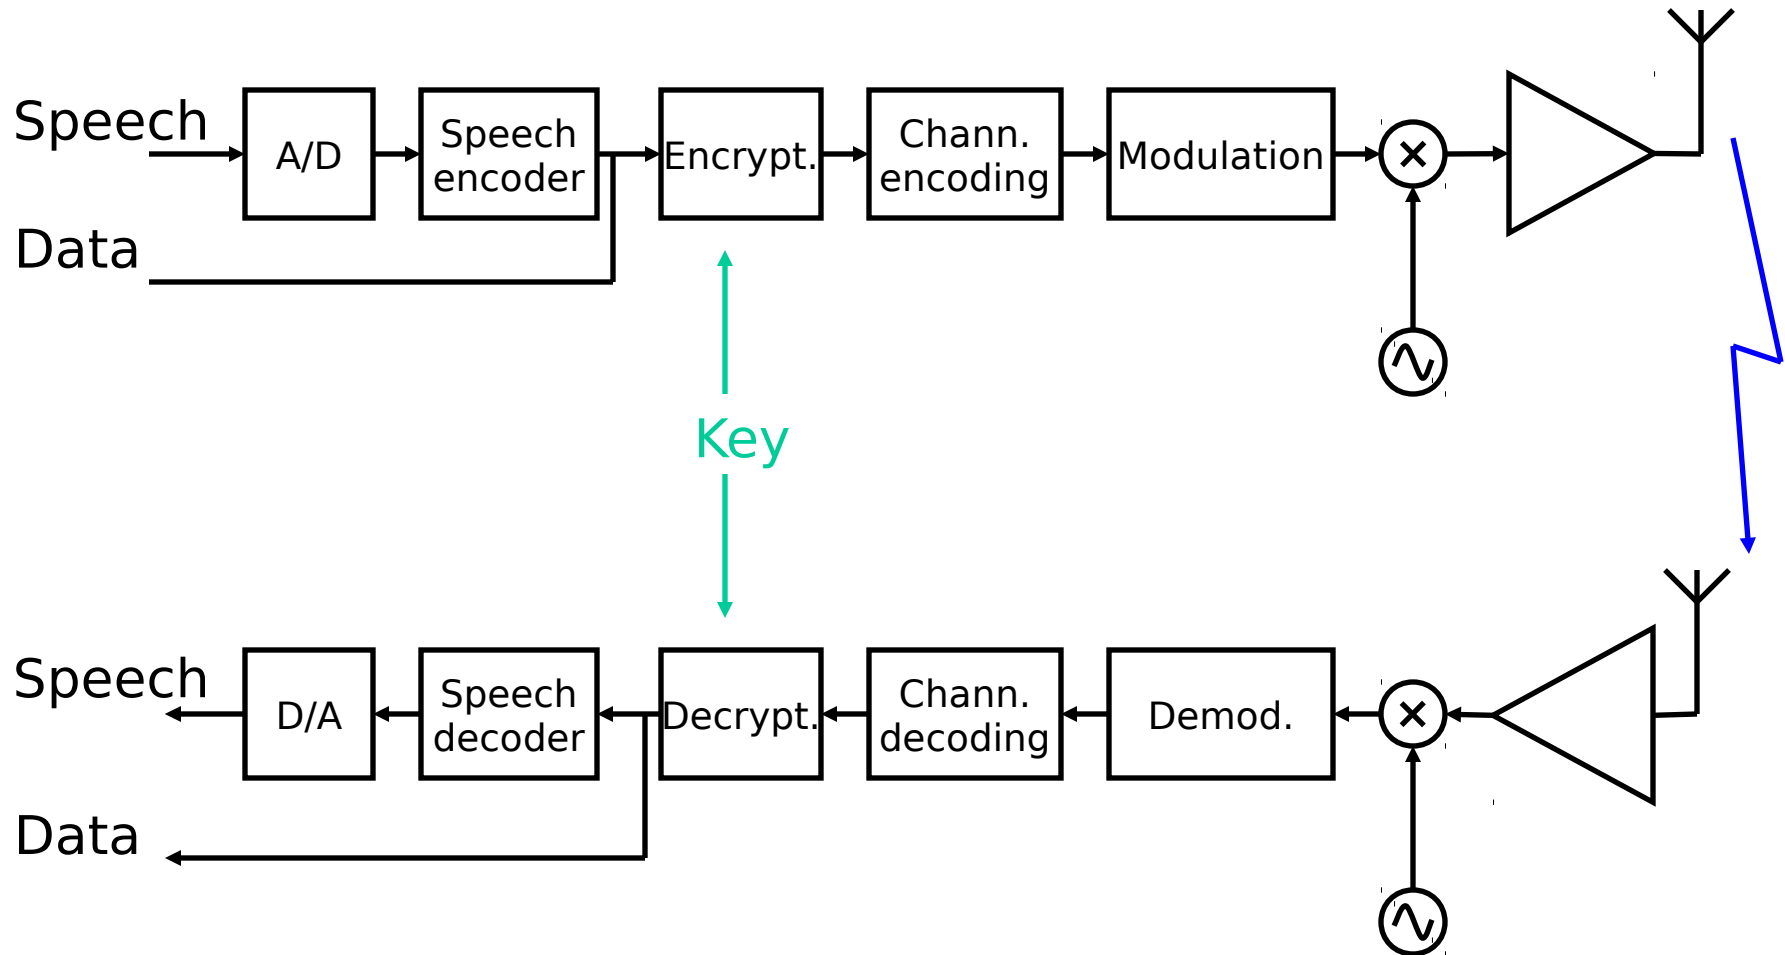 Speech
A/D
Speech
encoder
Encrypt.
Chann.
encoding
Modulation
Data
Key
Speech
D/A
Speech
decoder
Decrypt.
Chann.
decoding
Demod.
Data